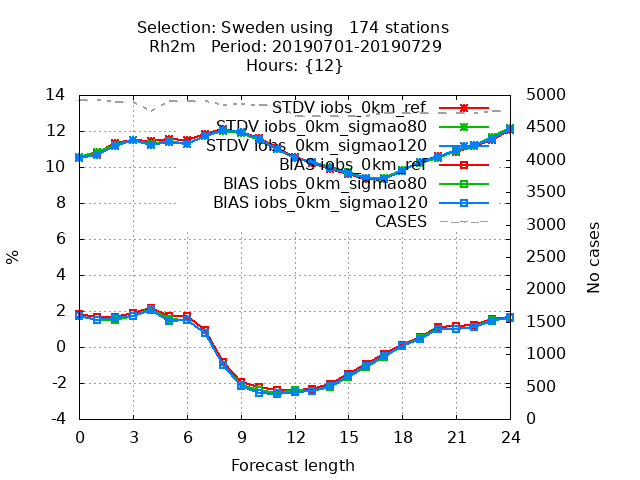 Selection: Sweden using   174 stations
Rh2m   Period: 20190701-20190729
Hours: {12}
14 5000
STDV iobs_0km_ref
4500
12 STDV iobs_0km_sigmao80
STDV iobs_0km_sigmao120
4000
10 BIAS iobs_0km_ref
BIAS iobs_0km_sigmao80 3500
8 BIAS iobs_0km_sigmao120
CASES 3000
6
2500
4
2000
2
1500
0 1000
-2 500
-4 0
0 3 6 9 12 15 18 21 24
%
No cases
Forecast length